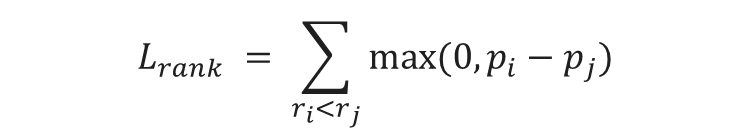 L_{rank} = \sum_{r_i < r_j} \max(0, p_i - p_j)